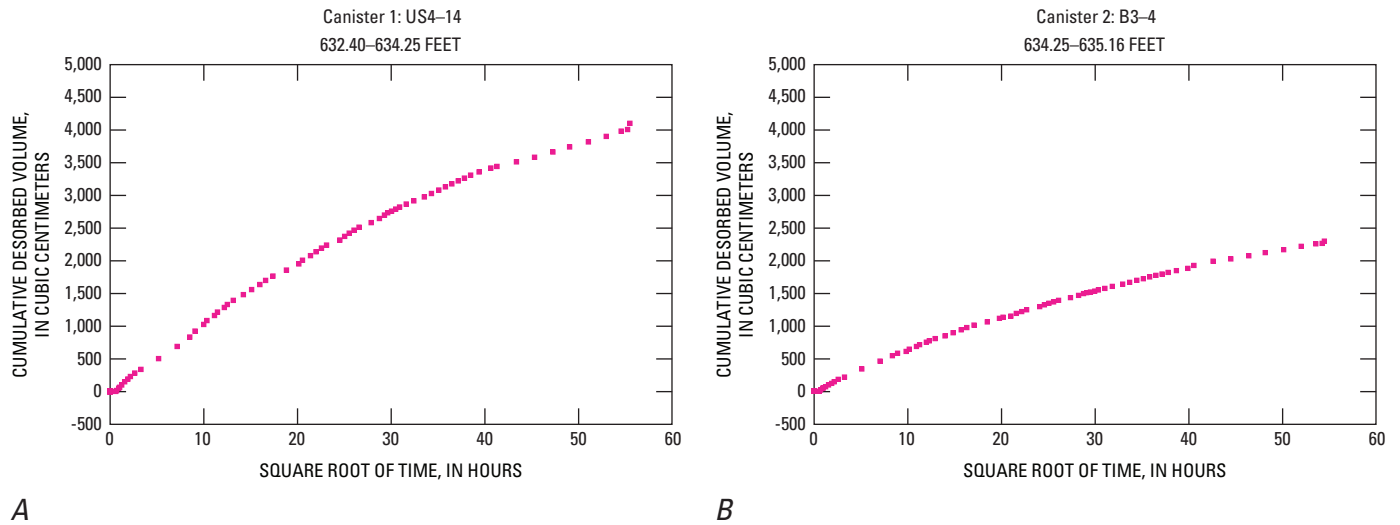 Canister 1: US4–14
632.40–634.25 FEET
5,000
4,500
4,000
3,500
3,000
2,500
2,000
1,500
1,000
500
0
-500
CUMULATIVE DESORBED VOLUME,
IN CUBIC CENTIMETERS
0 10 20 30 40 50 60
SQUARE ROOT OF TIME, IN HOURS
A
Canister 2: B3–4
634.25–635.16 FEET
5,000
4,500
4,000
3,500
3,000
2,500
2,000
1,500
1,000
500
0
-500
CUMULATIVE DESORBED VOLUME,
IN CUBIC CENTIMETERS
0 10 20 30 40 50 60
SQUARE ROOT OF TIME, IN HOURS
B